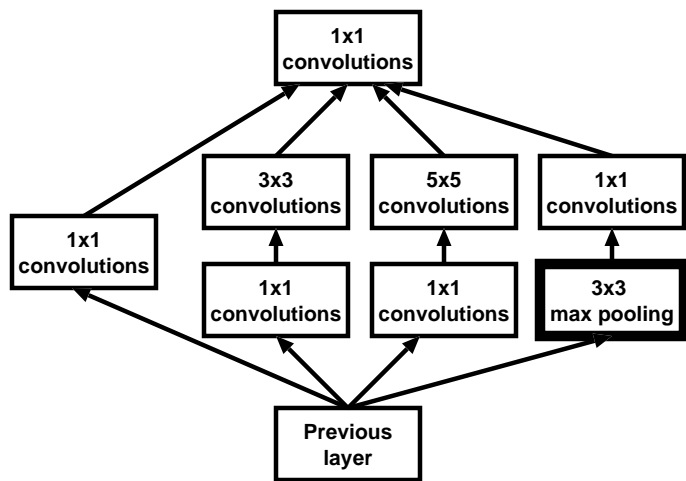 1x1
convolutions
3x3
convolutions
5x5
convolutions
1x1
convolutions
1x1
convolutions
1x1
convolutions
1x1
convolutions
3x3
max pooling
Previous
layer